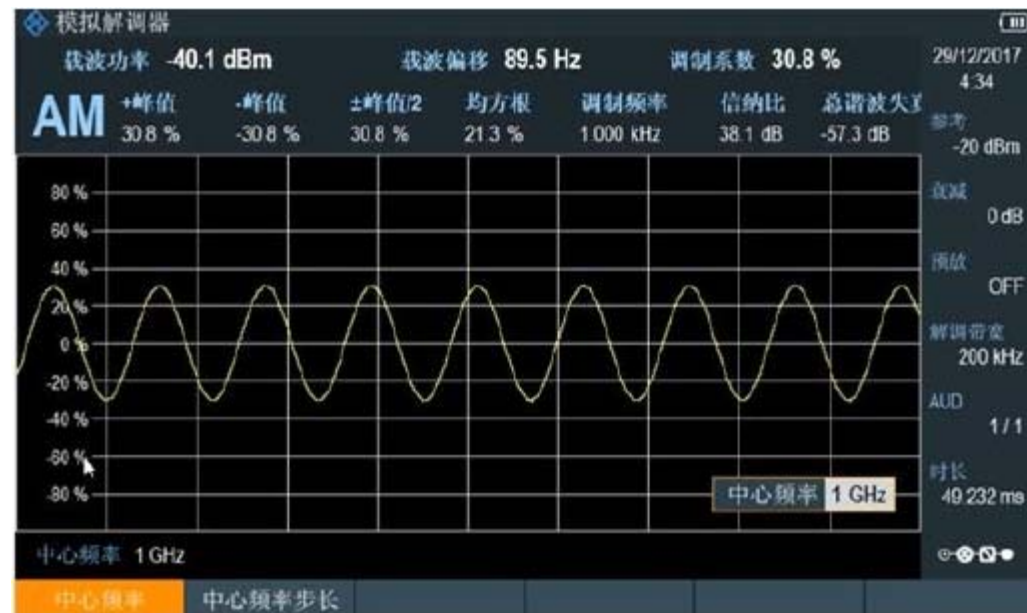 模拟解调器
载波功率 -40.1 dBm 载波偏移 89.5 Hz 调制系数 30.8 %
29/12/2017
4:34
AM
+峰值 -峰值 ±峰值/2 均方根 调制频率 信纳比 总谐波失真
30.8 % -30.8 % 30.8 % 21.3 % 1.000 kHz 38.1 dB -57.3 dB
参考
-20 dBm
衰减
0 dB
预放
OFF
解调带宽
200 kHz
AUD
1 / 1
时长
49.232 ms
80 %
60 %
40 %
20 %
0 %
-20 %
-40 %
-60 %
-80 %
中心频率 1 GHz
中心频率 1 GHz
中心频率 中心频率步长